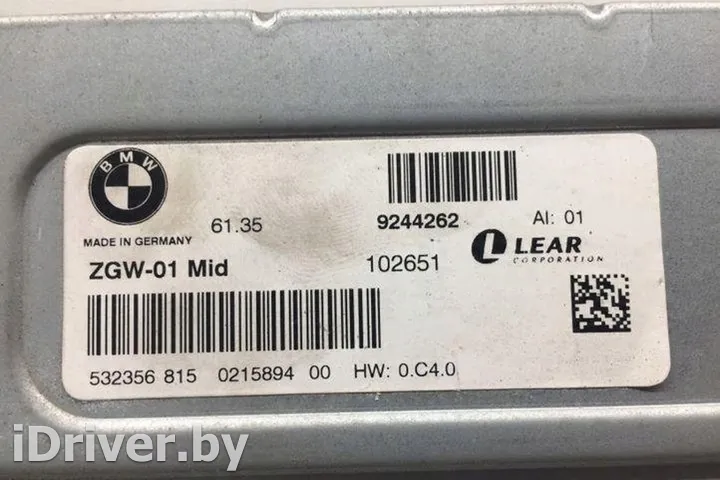 BMW
61.35
9244262
AI: 01
MADE IN GERMANY
ZGW-01 Mid
102651
LEAR
CORPORATION
532356 815 0215894 00 HW: 0.C4.0
iDriver.by